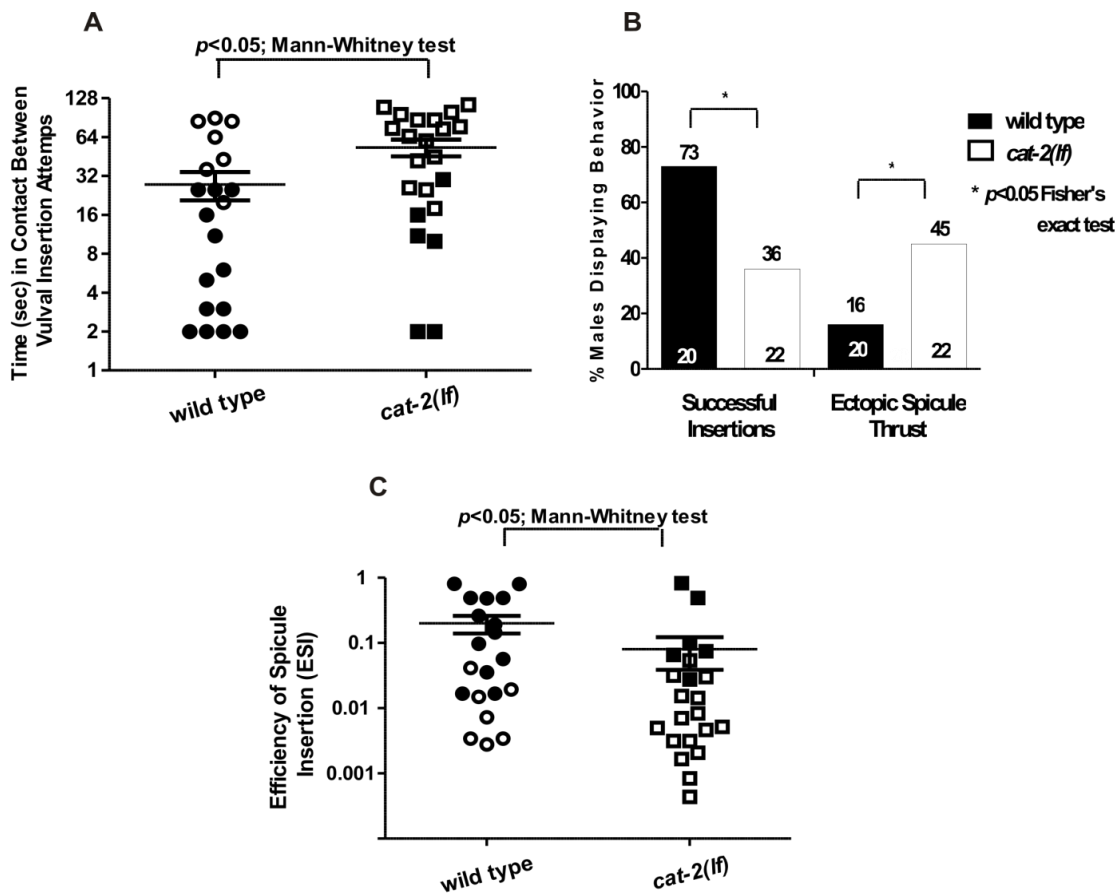 A
p<0.05; Mann-Whitney test
Time (sec) in Contact Between
Vulval Insertion Attemps
128
64
32
16
8
4
2
1
wild type
cat-2(lf)
B
% Males Displaying Behavior
100
80
60
40
20
0
*
73
36
20
22
*
16
45
20
22
Successful
Insertions
Ectopic Spicule
Thrust
wild type
cat-2(lf)
* p<0.05 Fisher's
exact test
C
p<0.05; Mann-Whitney test
Efficiency of Spicule
Insertion (ESI)
1
0.1
0.01
0.001
wild type
cat-2(lf)